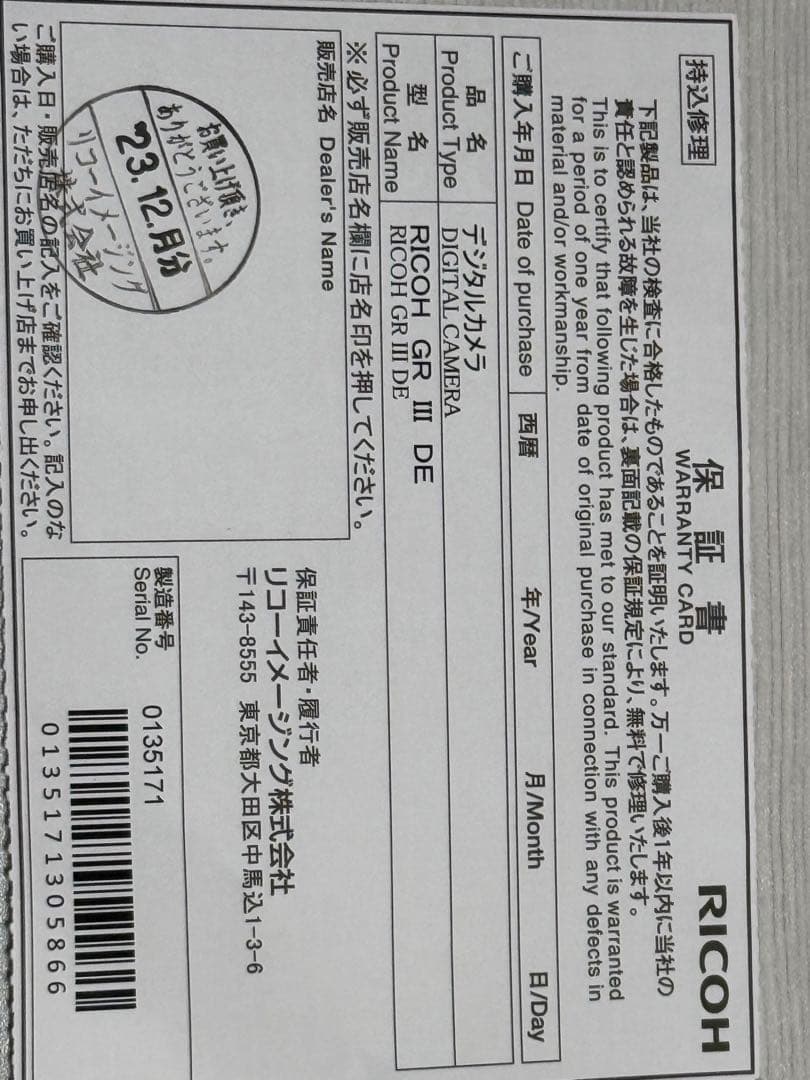 持込修理
保証書
WARRANTY CARD
RICOH
下記製品は、当社の検査に合格したものであることを証明いたします。万一ご購入後1年以内に当社の
責任と認められる故障を生じた場合は、裏面記載の保証規定により、無料で修理いたします。
This is to certify that following product has met to our standard. This product is warranted
for a period of one year from date of original purchase in connection with any defects in
material and/or workmanship.
ご購入年月日 Date of purchase 西暦 年/Year 月/Month 日/Day
品名 デジタルカメラ
Product Type DIGITAL CAMERA
型名 RICOH GR III DE
Product Name RICOH GR III DE
※必ず販売店名欄に店名印を押してください。
販売店名 Dealer's Name
お買い上げ頂き、
ありがとうございます。
'23.12.月分
リコーイメージング
株式会社
ご購入日・販売店名の記入をご確認ください。記入のな
い場合は、ただちにお買い上げ店までお申し出ください。
保証責任者・履行者
リコーイメージング株式会社
〒143-8555 東京都大田区中馬込1-3-6
製造番号 0135171
Serial No.
0135171305866